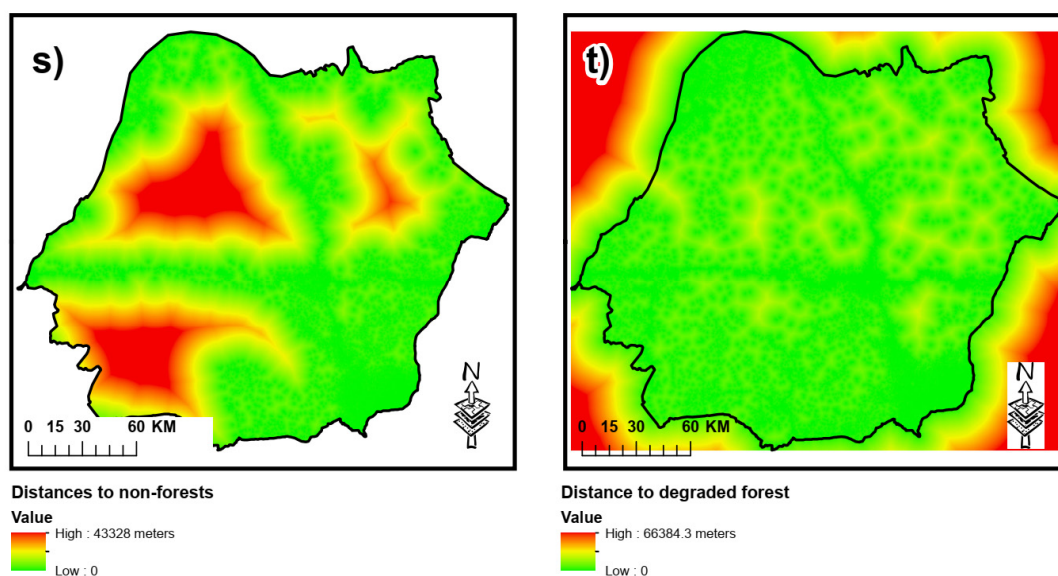 s)
N
0 15 30 60 KM
Distances to non-forests
Value
High : 43328 meters
Low : 0
t)
N
0 15 30 60 KM
Distance to degraded forest
Value
High : 66384.3 meters
Low : 0